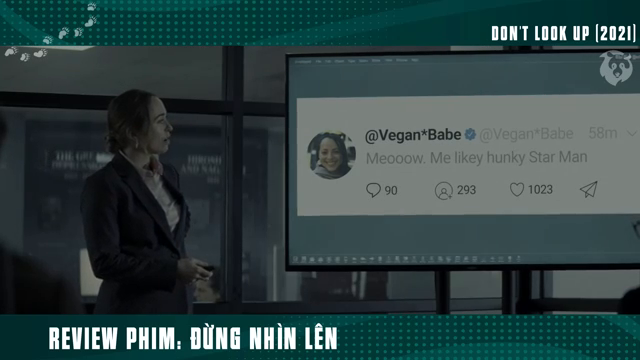 DON'T LOOK UP (2021)
@Vegan*Babe @Vegan*Babe 58m
Meooow. Me likey hunky Star Man
90 293 1023
REVIEW PHIM: ĐỪNG NHÌN LÊN